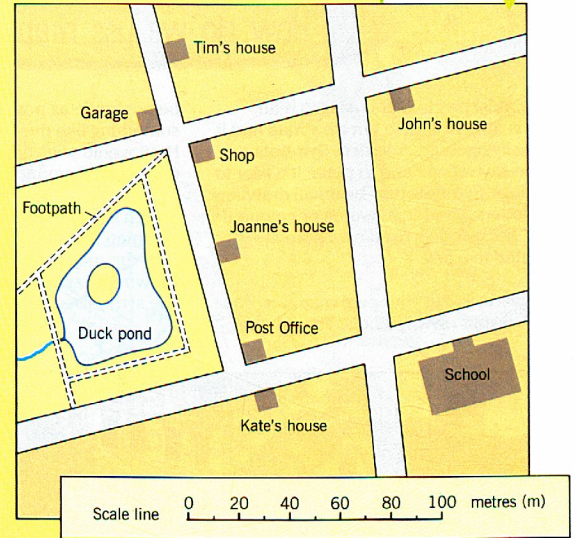 Tim's house
Garage
John's house
Shop
Footpath
Joanne's house
Duck pond
Post Office
School
Kate's house
Scale line 0 20 40 60 80 100 metres (m)